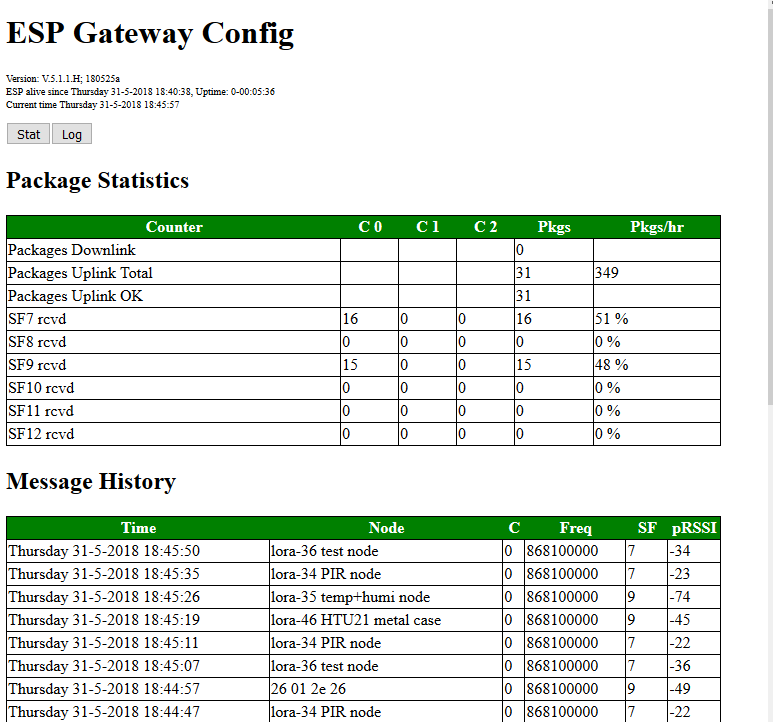 ESP Gateway Config
Version: V.5.1.1.H; 180525a
ESP alive since Thursday 31-5-2018 18:40:38, Uptime: 0-00:05:36
Current time Thursday 31-5-2018 18:45:57
Stat Log
Package Statistics
Counter C 0 C 1 C 2 Pkgs Pkgs/hr
Packages Downlink 0
Packages Uplink Total 31 349
Packages Uplink OK 31
SF7 rcvd 16 0 0 16 51 %
SF8 rcvd 0 0 0 0 0 %
SF9 rcvd 15 0 0 15 48 %
SF10 rcvd 0 0 0 0 0 %
SF11 rcvd 0 0 0 0 0 %
SF12 rcvd 0 0 0 0 0 %
Message History
Time Node C Freq SF pRSSI
Thursday 31-5-2018 18:45:50 lora-36 test node 0 868100000 7 -34
Thursday 31-5-2018 18:45:35 lora-34 PIR node 0 868100000 7 -23
Thursday 31-5-2018 18:45:26 lora-35 temp+humi node 0 868100000 9 -74
Thursday 31-5-2018 18:45:19 lora-46 HTU21 metal case 0 868100000 9 -45
Thursday 31-5-2018 18:45:11 lora-34 PIR node 0 868100000 7 -22
Thursday 31-5-2018 18:45:07 lora-36 test node 0 868100000 7 -36
Thursday 31-5-2018 18:44:57 26 01 2e 26 0 868100000 9 -49
Thursday 31-5-2018 18:44:47 lora-34 PIR node 0 868100000 7 -22